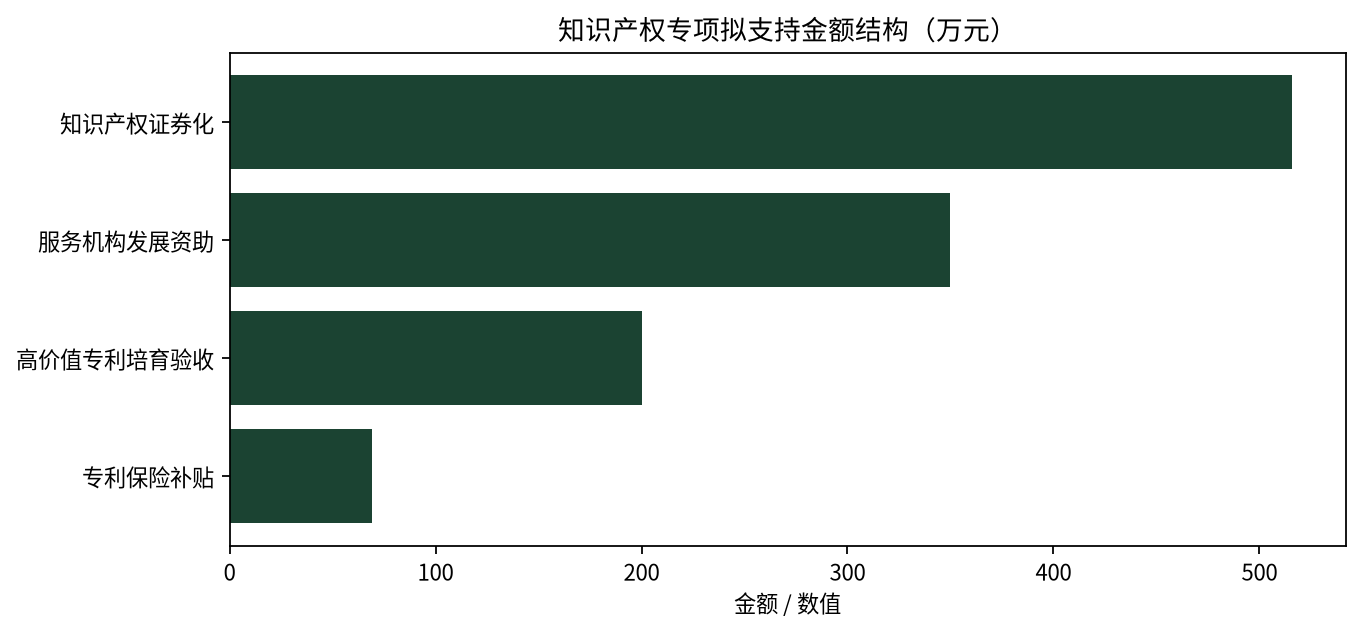 知识产权专项拟支持金额结构（万元）
知识产权证券化
服务机构发展资助
高价值专利培育验收
专利保险补贴
0 100 200 300 400 500
金额 / 数值